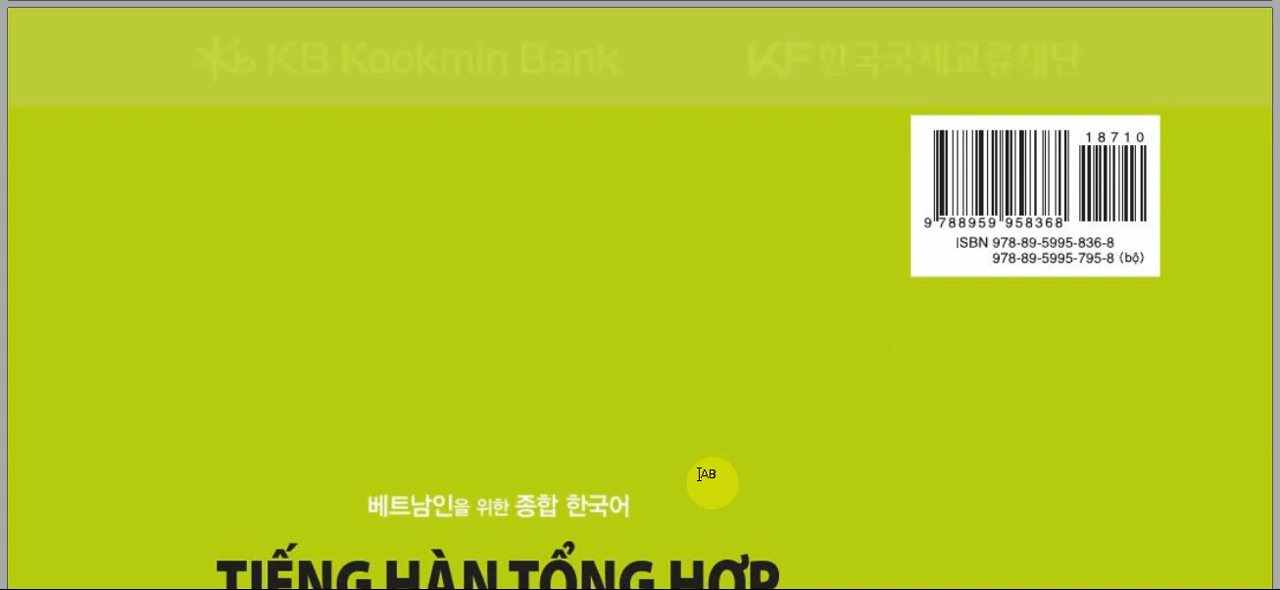 KB Kookmin Bank KF 한국국제교류재단
18710
9 788959 958368
ISBN 978-89-5995-836-8
978-89-5995-795-8 (bộ)
AB
베트남인을 위한 종합 한국어
TIẾNG HÀN TỔNG HỢP